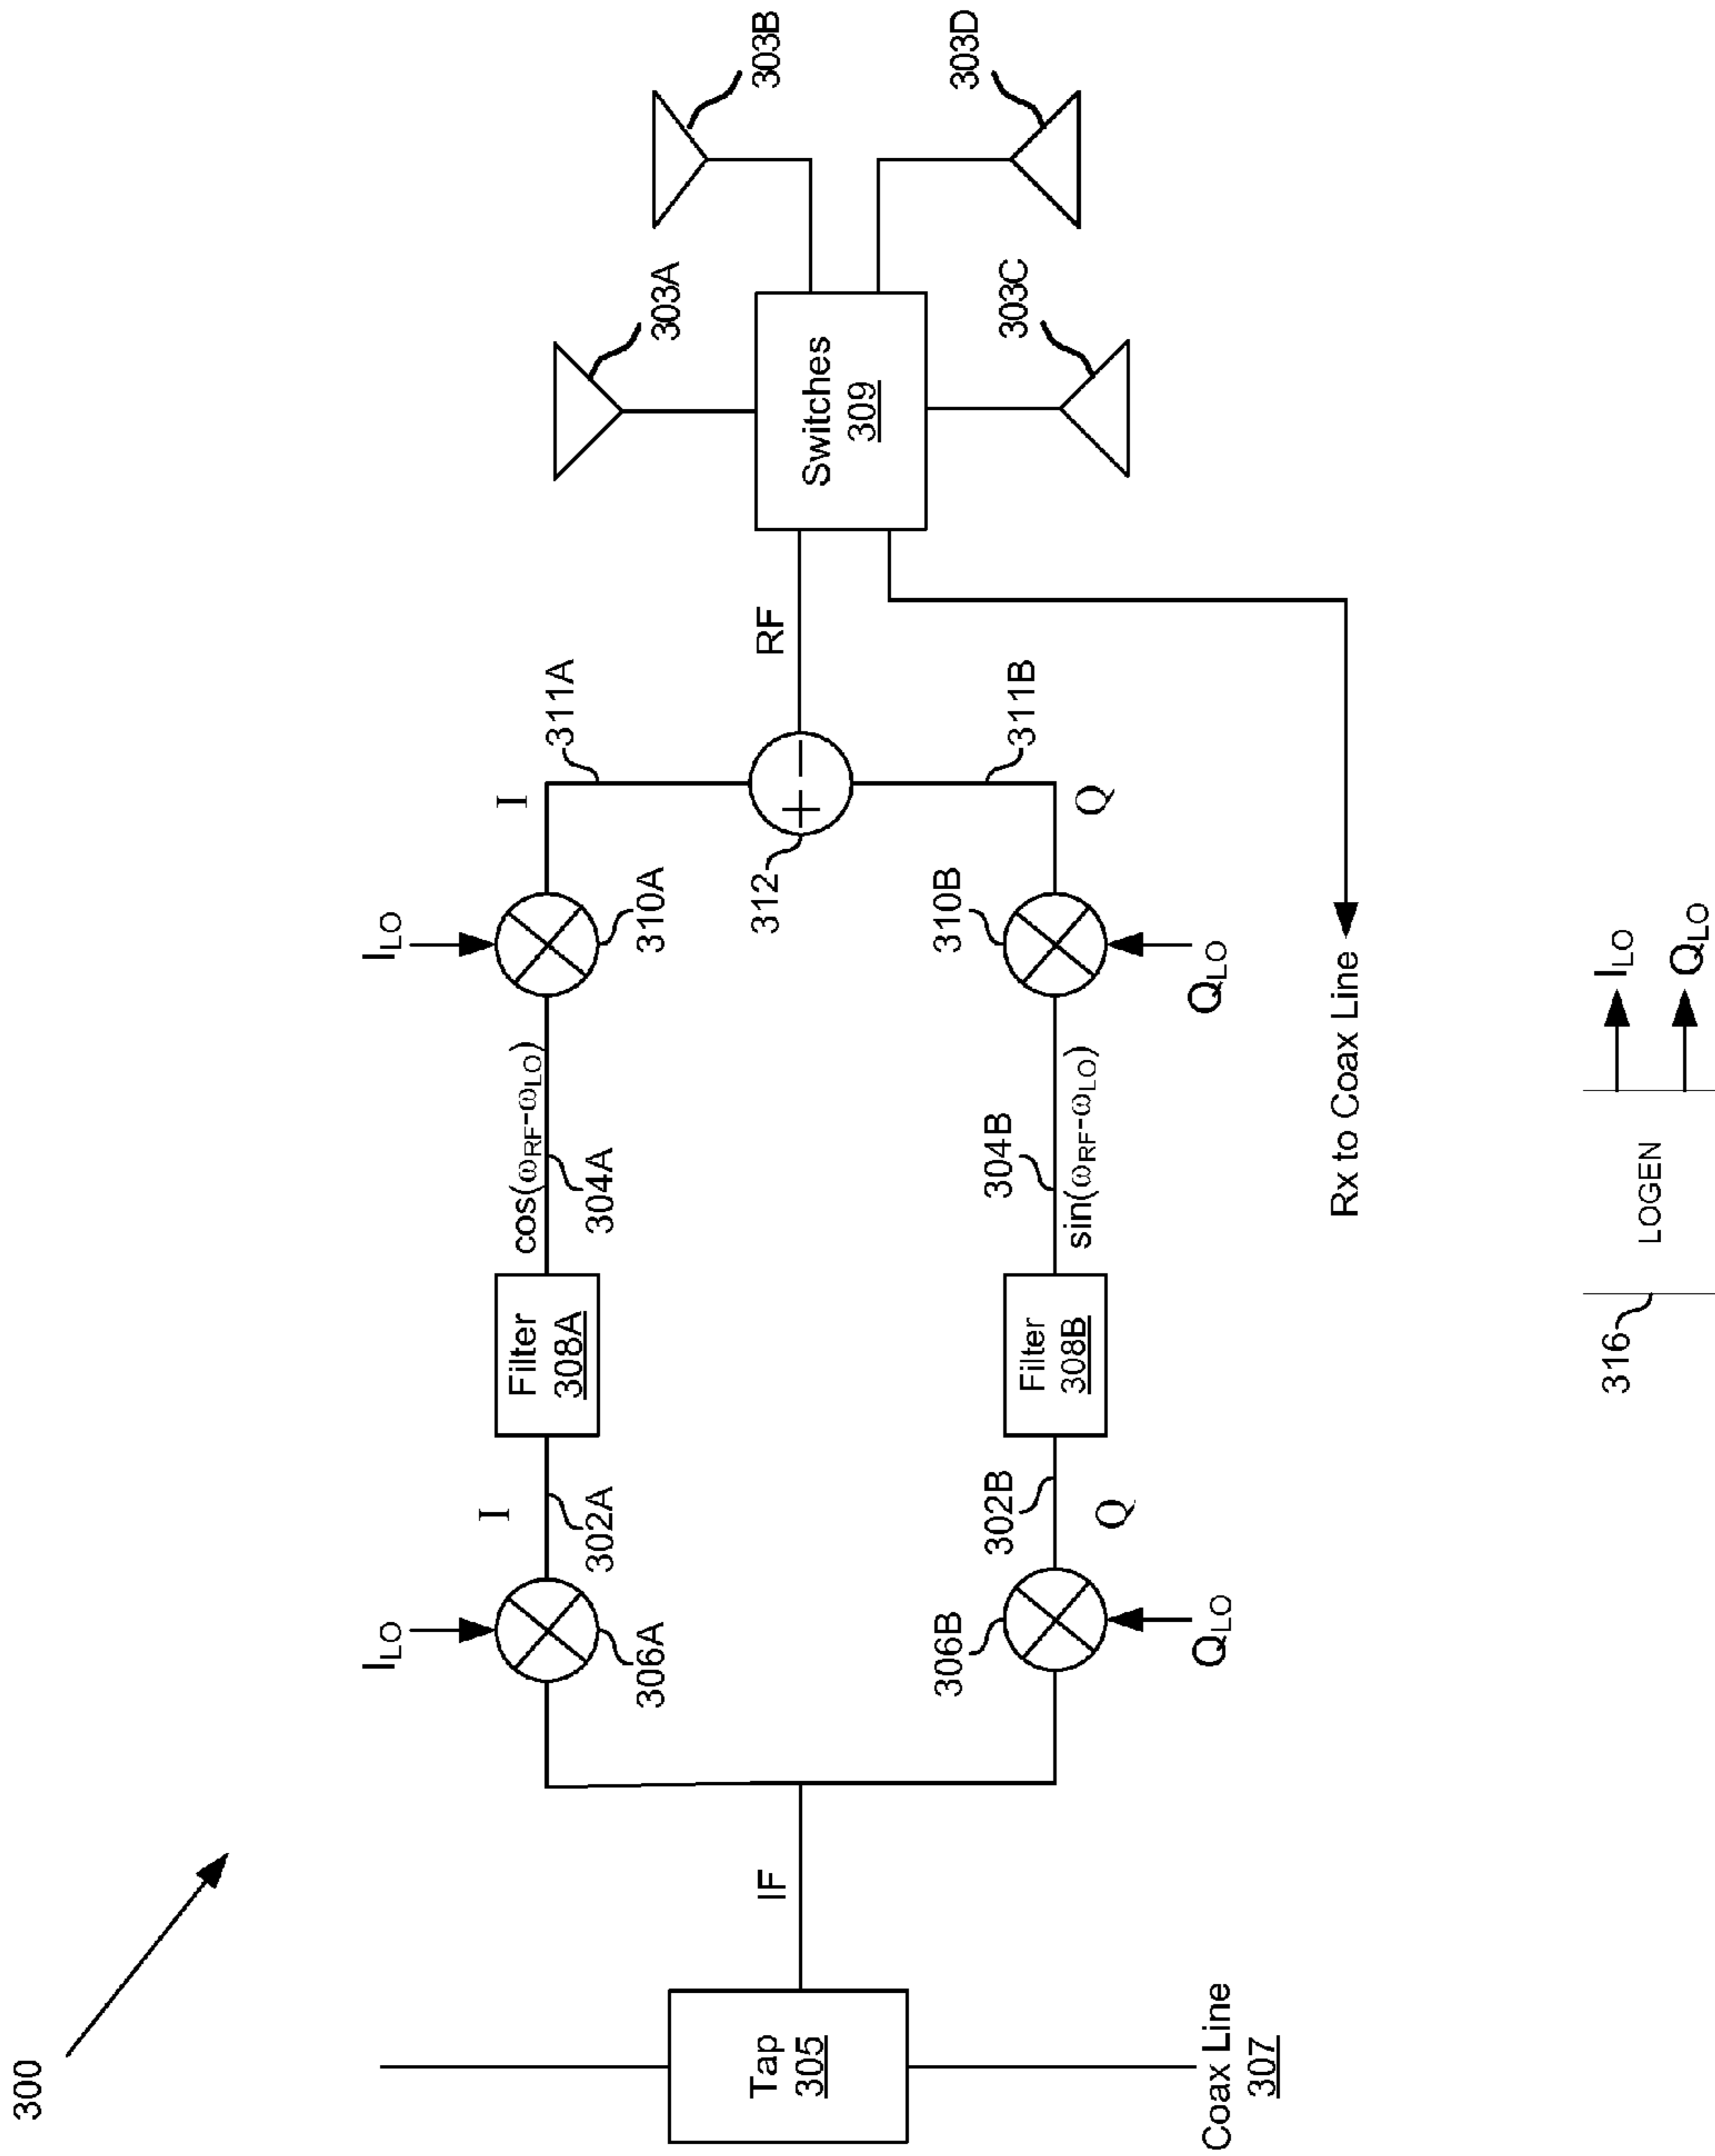 300
Tap
305
Coax Line
307
IF
I_LO
306A
I
302A
Filter
308A
cos(ω_RF-ω_LO)
304A
I_LO
310A
I
311A
306B
Q_LO
302B
Q
Filter
308B
304B
sin(ω_RF-ω_LO)
310B
Q_LO
Q
311B
312
+
−
RF
Switches
309
303A
303B
303C
303D
Rx to Coax Line
316
LOGEN
I_LO
Q_LO